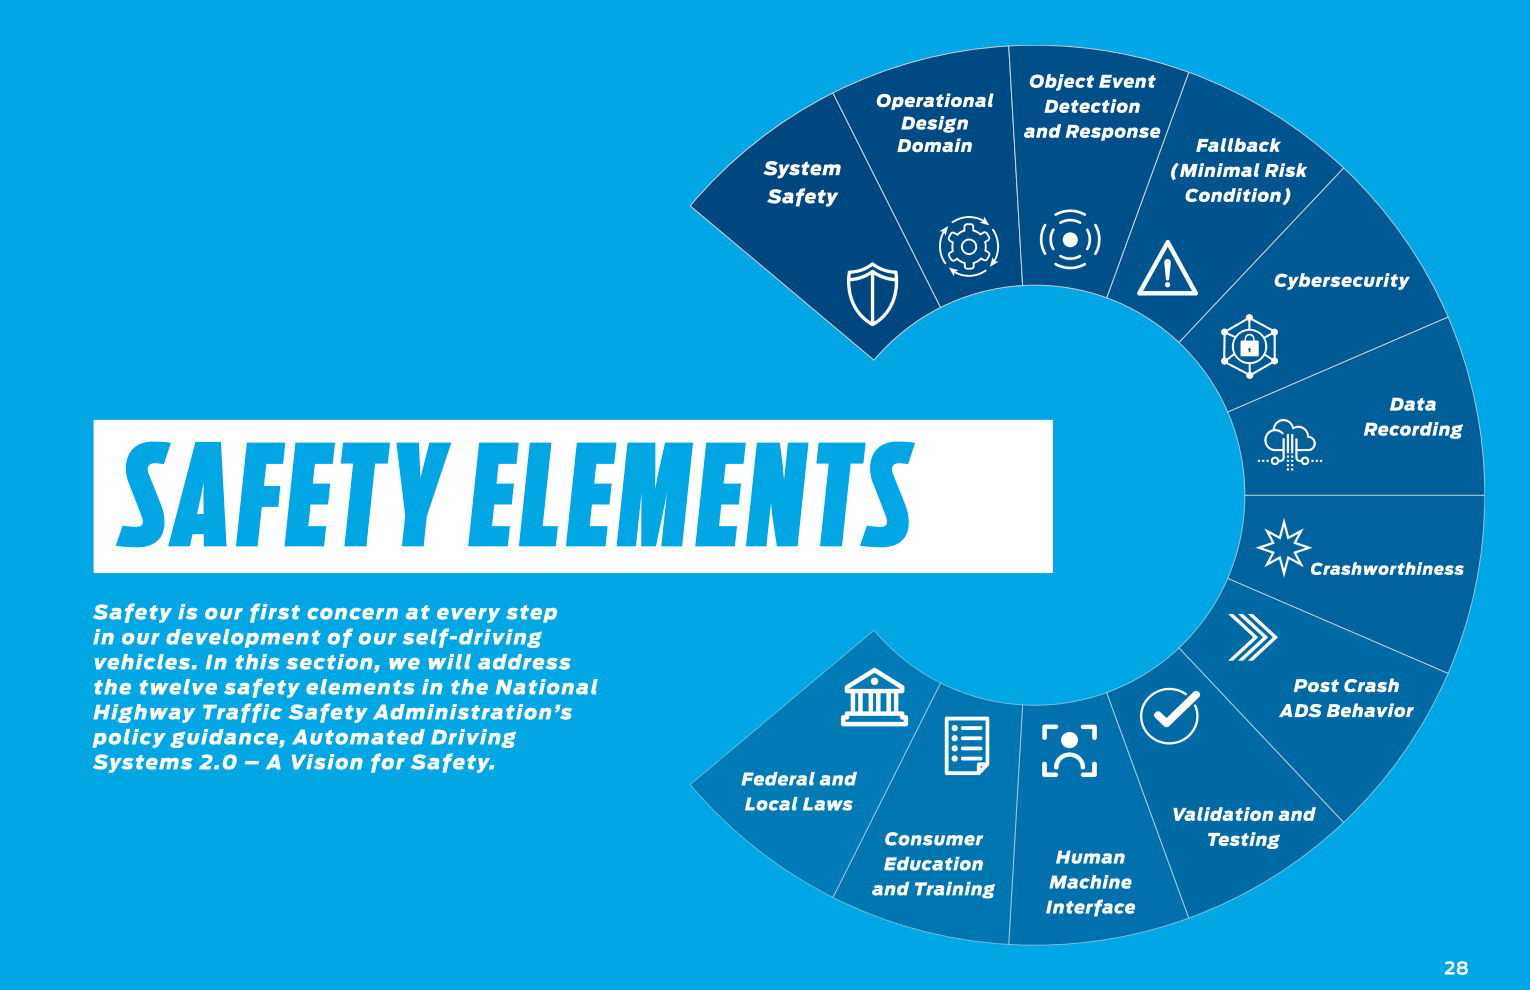 SAFETY ELEMENTS
Safety is our first concern at every step
in our development of our self-driving
vehicles. In this section, we will address
the twelve safety elements in the National
Highway Traffic Safety Administration's
policy guidance, Automated Driving
Systems 2.0 – A Vision for Safety.
System
Safety
Operational
Design
Domain
Object Event
Detection
and Response
Fallback
(Minimal Risk
Condition)
Cybersecurity
Data
Recording
Crashworthiness
Post Crash
ADS Behavior
Validation and
Testing
Human
Machine
Interface
Consumer
Education
and Training
Federal and
Local Laws
28